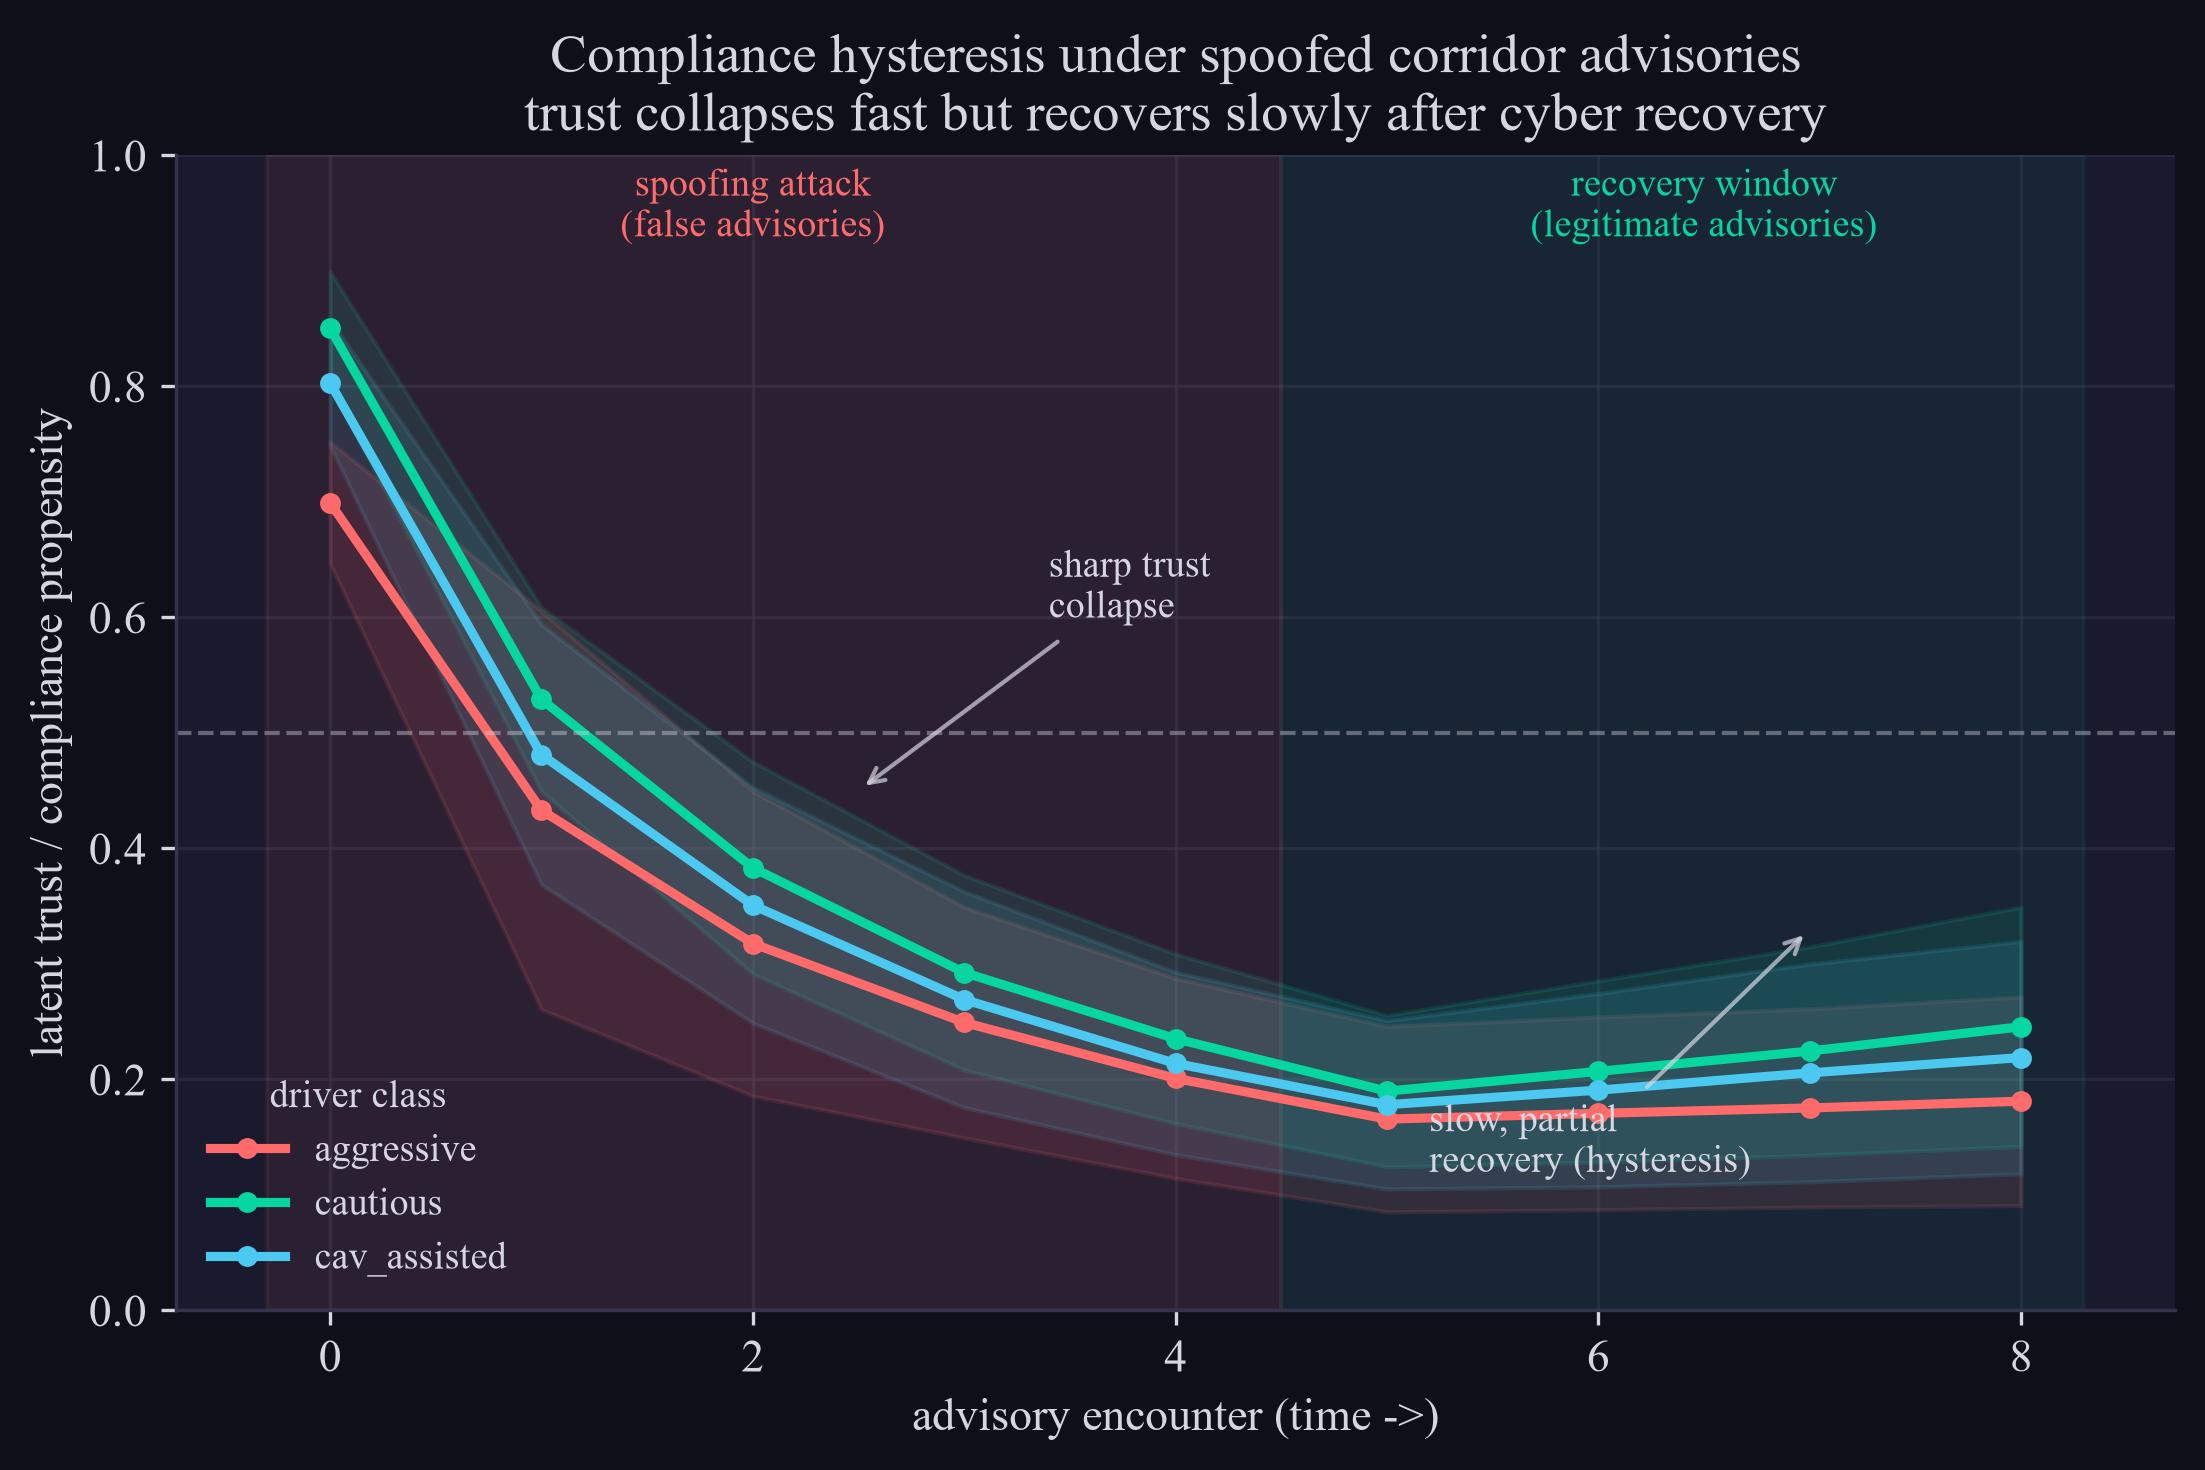 Compliance hysteresis under spoofed corridor advisories
trust collapses fast but recovers slowly after cyber recovery
latent trust / compliance propensity
1.0
0.8
0.6
0.4
0.2
0.0
spoofing attack
(false advisories)
recovery window
(legitimate advisories)
sharp trust
collapse
slow, partial
recovery (hysteresis)
driver class
aggressive
cautious
cav_assisted
0
2
4
6
8
advisory encounter (time ->)